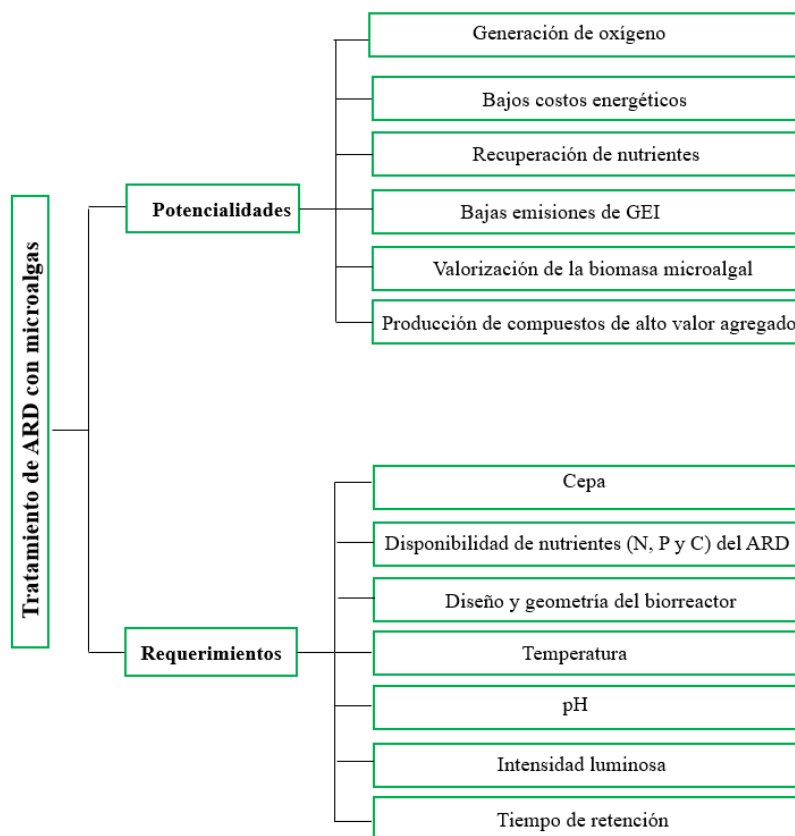 Tratamiento de ARD con microalgas
Potencialidades
Generación de oxígeno
Bajos costos energéticos
Recuperación de nutrientes
Bajas emisiones de GEI
Valorización de la biomasa microalgal
Producción de compuestos de alto valor agregado
Requerimientos
Cepa
Disponibilidad de nutrientes (N, P y C) del ARD
Diseño y geometría del biorreactor
Temperatura
pH
Intensidad luminosa
Tiempo de retención